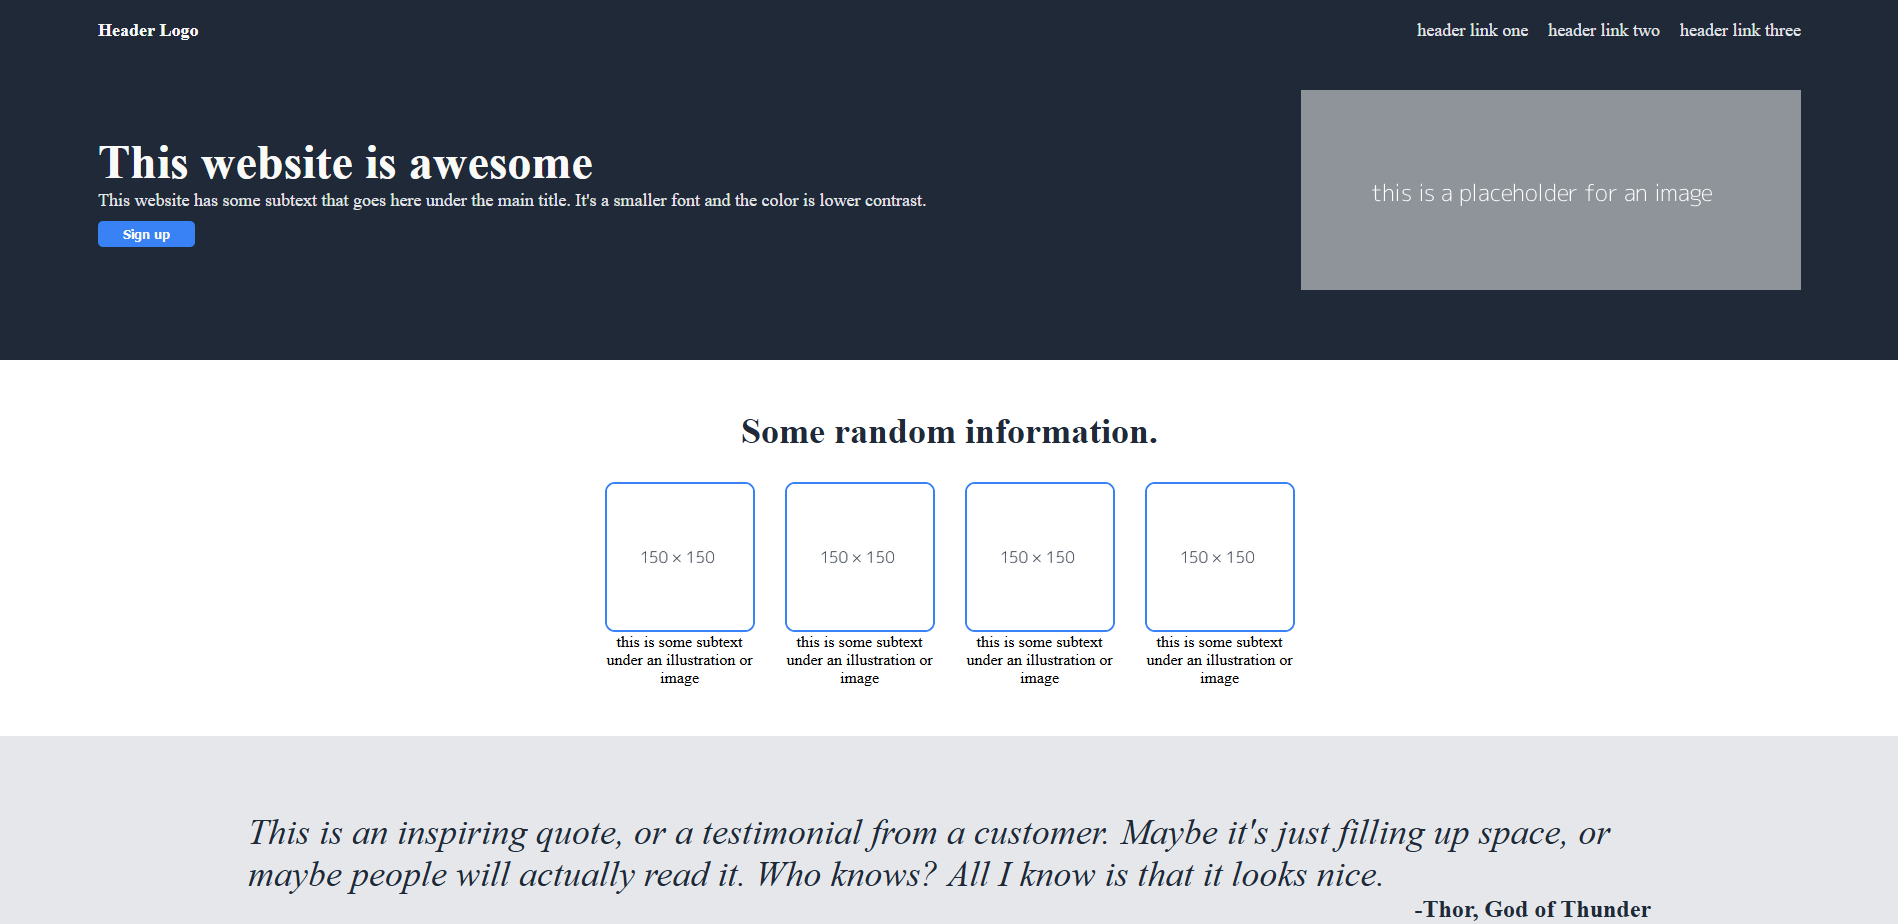 Header Logo
header link one
header link two
header link three
This website is awesome
This website has some subtext that goes here under the main title. It's a smaller font and the color is lower contrast.
Sign up
this is a placeholder for an image
Some random information.
150 × 150
this is some subtext
under an illustration or
image
150 × 150
this is some subtext
under an illustration or
image
150 × 150
this is some subtext
under an illustration or
image
150 × 150
this is some subtext
under an illustration or
image
This is an inspiring quote, or a testimonial from a customer. Maybe it's just filling up space, or
maybe people will actually read it. Who knows? All I know is that it looks nice.
-Thor, God of Thunder